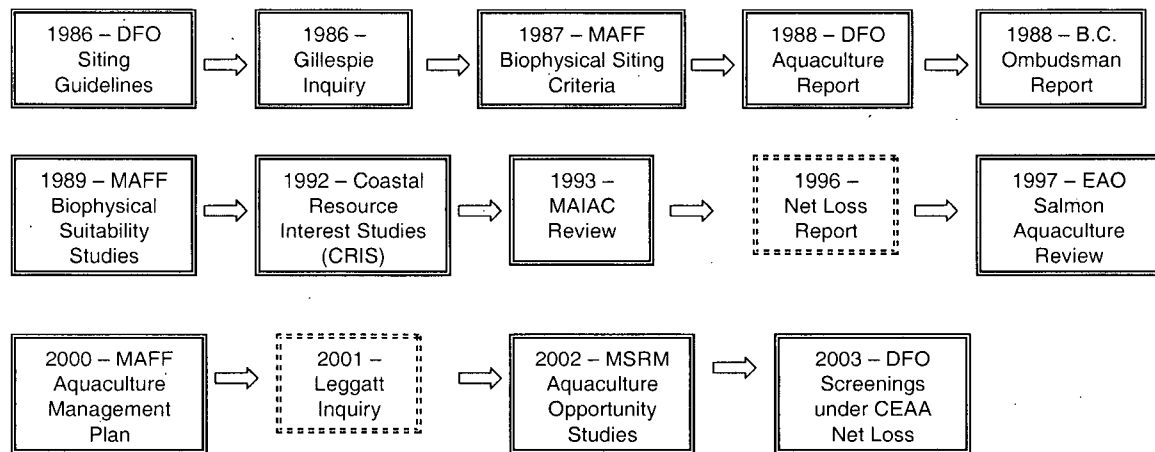 1986 – DFO
Siting
Guidelines
1986 –
Gillespie
Inquiry
1987 – MAFF
Biophysical Siting
Criteria
1988 – DFO
Aquaculture
Report
1988 – B.C.
Ombudsman
Report
1989 – MAFF
Biophysical
Suitability
Studies
1992 – Coastal
Resource
Interest Studies
(CRIS)
1993 –
MAIAC
Review
1996 –
Net Loss
Report
1997 – EAO
Salmon
Aquaculture
Review
2000 – MAFF
Aquaculture
Management
Plan
2001 –
Leggatt
Inquiry
2002 – MSRM
Aquaculture
Opportunity
Studies
2003 – DFO
Screenings
under CEAA
Net Loss